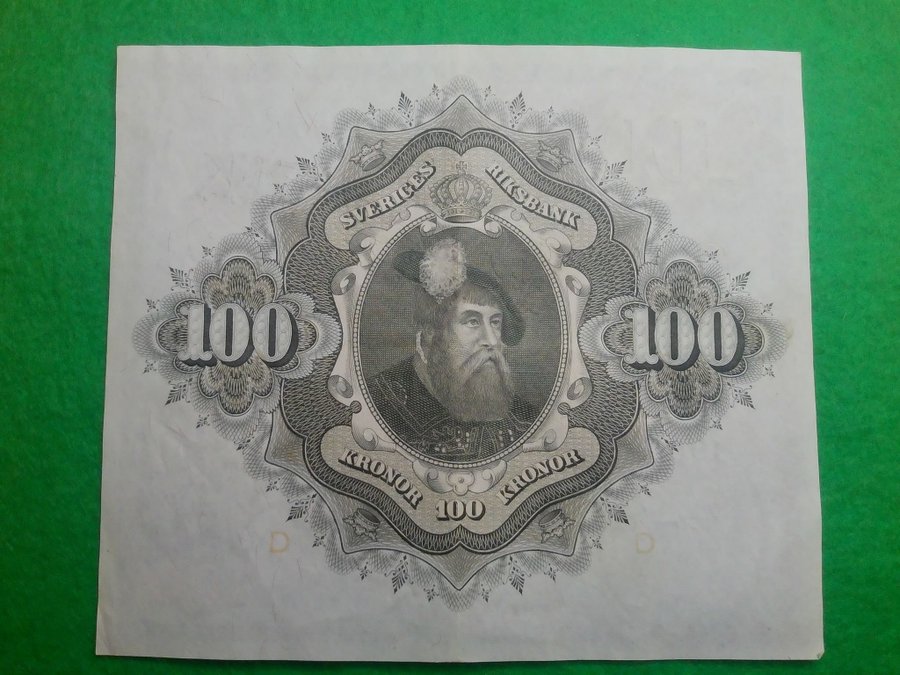 SVERIGES RIKSBANK
100 100
KRONOR 100 KRONOR
D D